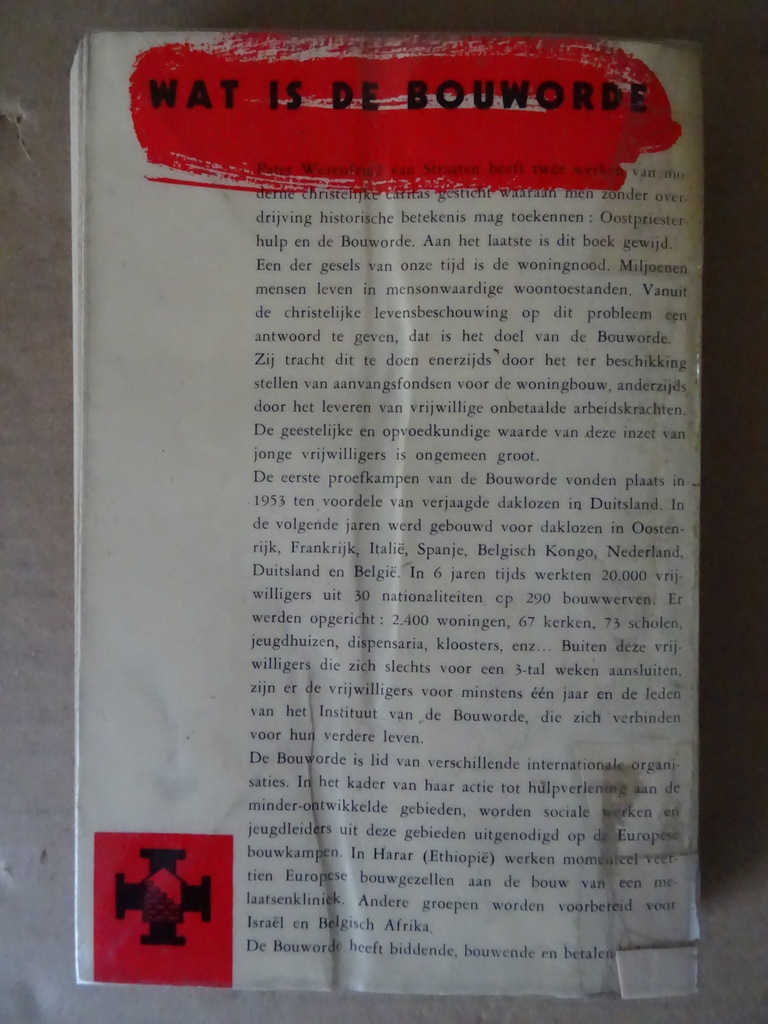 WAT IS DE BOUWORDE
Pater Werenfried van Straaten heeft twee werken van mo-
derne christelijke caritas gesticht waaraan men zonder over-
drijving historische betekenis mag toekennen : Oostpriester-
hulp en de Bouworde. Aan het laatste is dit boek gewijd.
Een der gesels van onze tijd is de woningnood. Miljoenen
mensen leven in mensonwaardige woontoestanden. Vanuit
de christelijke levensbeschouwing op dit probleem een
antwoord te geven, dat is het doel van de Bouworde.
Zij tracht dit te doen enerzijds door het ter beschikking
stellen van aanvangsfondsen voor de woningbouw, anderzijds
door het leveren van vrijwillige onbetaalde arbeidskrachten.
De geestelijke en opvoedkundige waarde van deze inzet van
jonge vrijwilligers is ongemeen groot.
De eerste proefkampen van de Bouworde vonden plaats in
1953 ten voordele van verjaagde daklozen in Duitsland. In
de volgende jaren werd gebouwd voor daklozen in Oosten-
rijk, Frankrijk, Italië, Spanje, Belgisch Kongo, Nederland,
Duitsland en België. In 6 jaren tijds werkten 20.000 vrij-
willigers uit 30 nationaliteiten op 290 bouwwerven. Er
werden opgericht : 2.400 woningen, 67 kerken, 73 scholen,
jeugdhuizen, dispensaria, kloosters, enz... Buiten deze vrij-
willigers die zich slechts voor een 3-tal weken aansluiten,
zijn er de vrijwilligers voor minstens één jaar en de leden
van het Instituut van de Bouworde, die zich verbinden
voor hun verdere leven.
De Bouworde is lid van verschillende internationale organi-
saties. In het kader van haar actie tot hulpverlening aan de
minder-ontwikkelde gebieden, worden sociale werken en
jeugdleiders uit deze gebieden uitgenodigd op de Europese
bouwkampen. In Harar (Ethiopië) werken momenteel veer-
tien Europese bouwgezellen aan de bouw van een me-
laatsenkliniek. Andere groepen worden voorbereid voor
Israël en Belgisch Afrika.
De Bouworde heeft biddende, bouwende en betalen